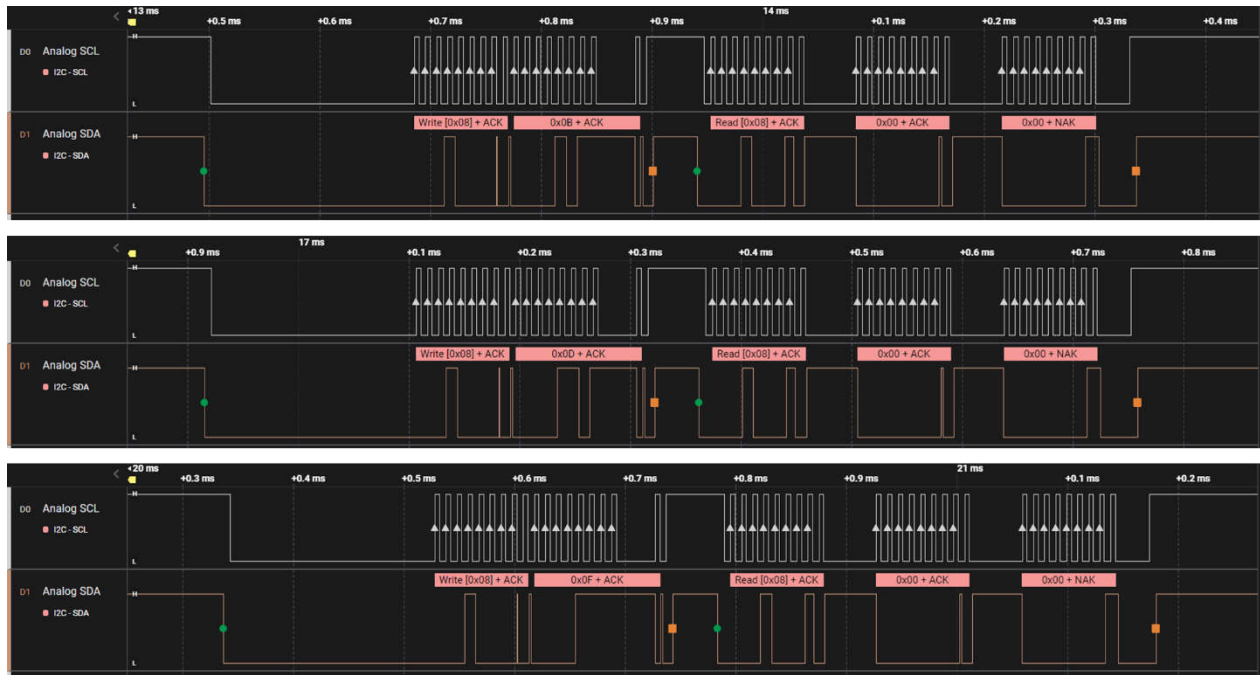 13 ms 14 ms
+0.5 ms +0.6 ms +0.7 ms +0.8 ms +0.9 ms +0.1 ms +0.2 ms +0.3 ms +0.4 ms
D0 Analog SCL H
I2C - SCL
L
Write [0x08] + ACK 0x0B + ACK Read [0x08] + ACK 0x00 + ACK 0x00 + NAK
D1 Analog SDA H
I2C - SDA
L
17 ms
+0.9 ms +0.1 ms +0.2 ms +0.3 ms +0.4 ms +0.5 ms +0.6 ms +0.7 ms +0.8 ms
D0 Analog SCL H
I2C - SCL
L
Write [0x08] + ACK 0x0D + ACK Read [0x08] + ACK 0x00 + ACK 0x00 + NAK
D1 Analog SDA H
I2C - SDA
L
20 ms 21 ms
+0.3 ms +0.4 ms +0.5 ms +0.6 ms +0.7 ms +0.8 ms +0.9 ms +0.1 ms +0.2 ms
D0 Analog SCL H
I2C - SCL
L
Write [0x08] + ACK 0x0F + ACK Read [0x08] + ACK 0x00 + ACK 0x00 + NAK
D1 Analog SDA H
I2C - SDA
L